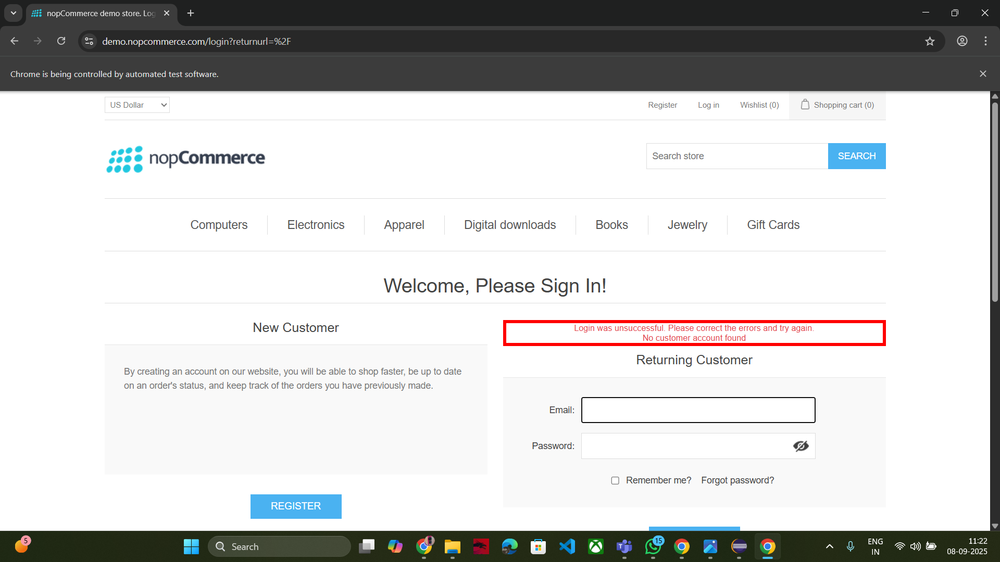 nopCommerce demo store. Log
demo.nopcommerce.com/login?returnurl=%2F
Chrome is being controlled by automated test software.
US Dollar
Register
Log in
Wishlist (0)
Shopping cart (0)
nopCommerce
Search store
SEARCH
Computers
Electronics
Apparel
Digital downloads
Books
Jewelry
Gift Cards
Welcome, Please Sign In!
New Customer
By creating an account on our website, you will be able to shop faster, be up to date
on an order's status, and keep track of the orders you have previously made.
REGISTER
Login was unsuccessful. Please correct the errors and try again.
No customer account found
Returning Customer
Email:
Password:
Remember me?
Forgot password?
5
Search
T
15
ENG
IN
11:22
08-09-2025